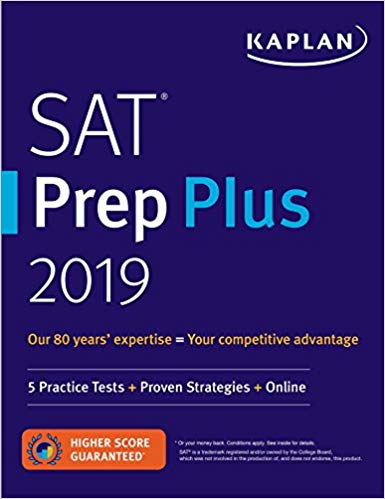 KAPLAN
SAT®
Prep Plus
2019
Our 80 years' expertise = Your competitive advantage
5 Practice Tests + Proven Strategies + Online
HIGHER SCORE
GUARANTEED*
* Or your money back. Conditions apply. See inside for details.
SAT® is a trademark registered and/or owned by the College Board,
which was not involved in the production of, and does not endorse, this product.